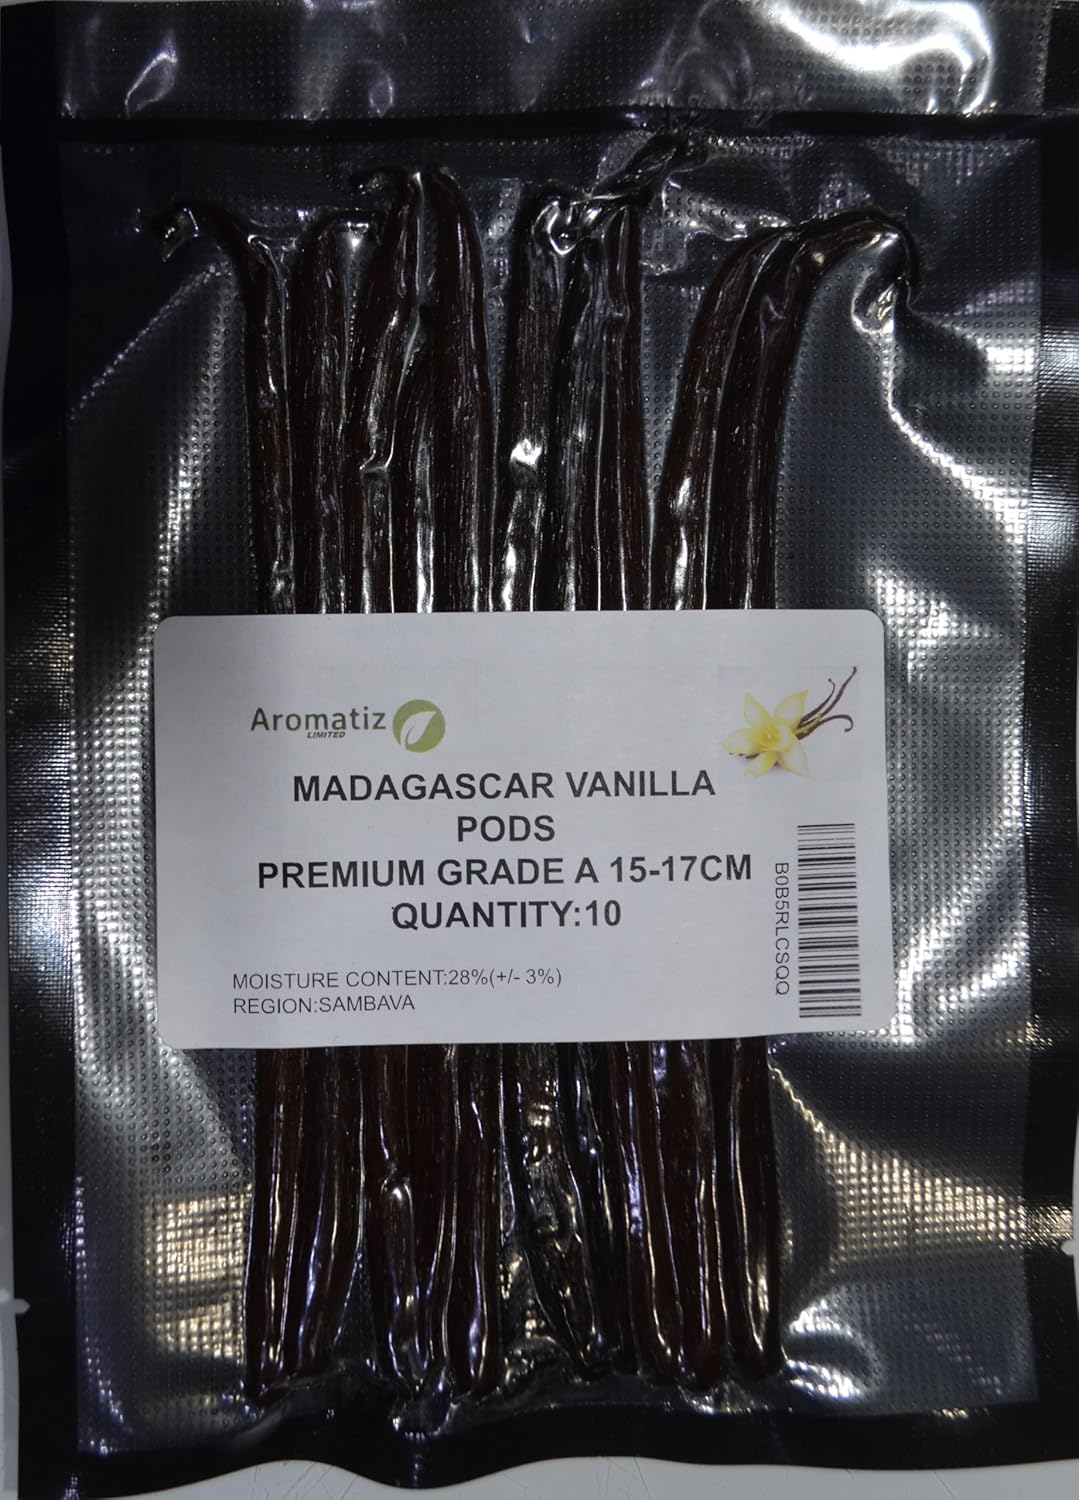 Aromatiz
LIMITED
MADAGASCAR VANILLA
PODS
PREMIUM GRADE A 15-17CM
QUANTITY:10
MOISTURE CONTENT:28%(+/- 3%)
REGION:SAMBAVA
B0B5RLCSQQ